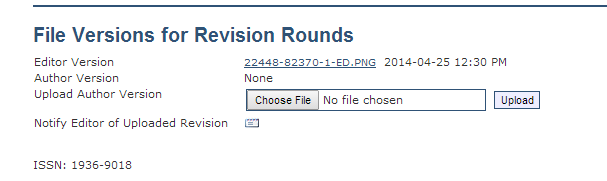 File Versions for Revision Rounds
Editor Version 22448-82370-1-ED.PNG 2014-04-25 12:30 PM
Author Version None
Upload Author Version Choose File No file chosen Upload
Notify Editor of Uploaded Revision
ISSN: 1936-9018